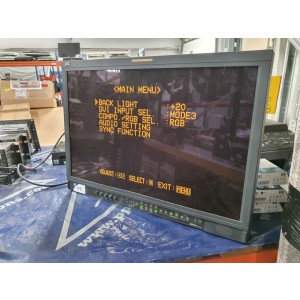 <MAIN MENU>
▶BACK LIGHT :+20
DVI INPUT SEL. :MODE3
COMPO./RGB SEL. :RGB
AUDIO SETTING
SYNC FUNCTION
EXIT:MENU